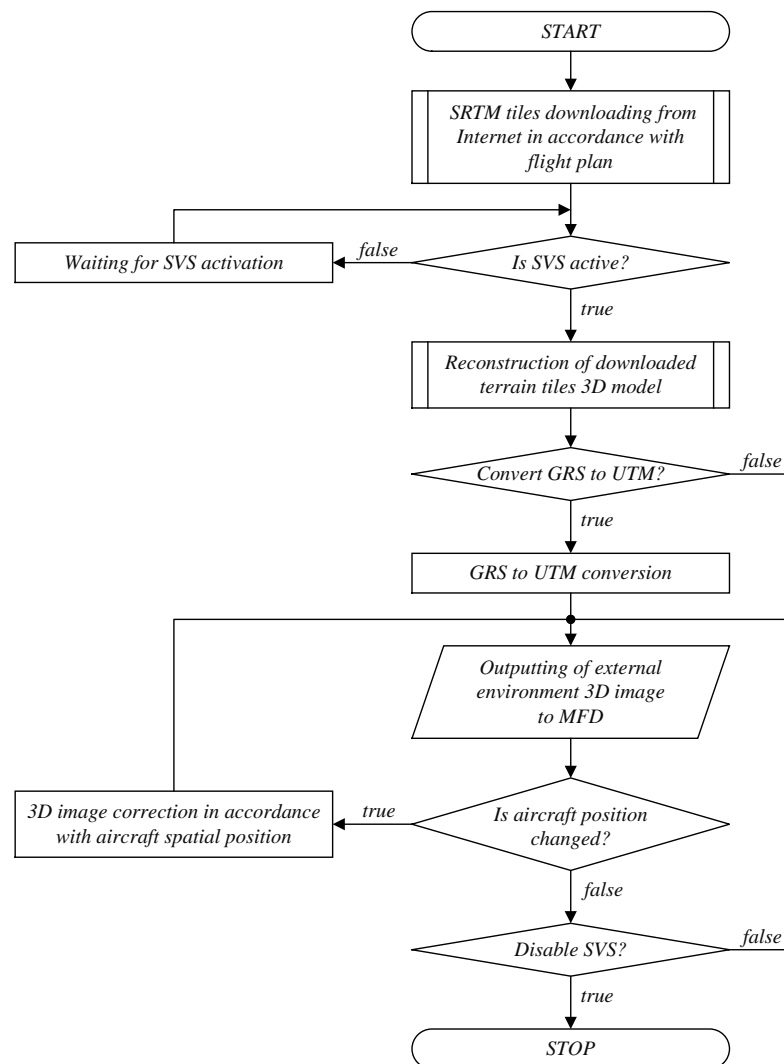 START
SRTM tiles downloading from
Internet in accordance with
flight plan
false
Waiting for SVS activation
Is SVS active?
true
Reconstruction of downloaded
terrain tiles 3D model
Convert GRS to UTM?
false
true
GRS to UTM conversion
Outputting of external
environment 3D image
to MFD
3D image correction in accordance
with aircraft spatial position
true
Is aircraft position
changed?
false
Disable SVS?
false
true
STOP